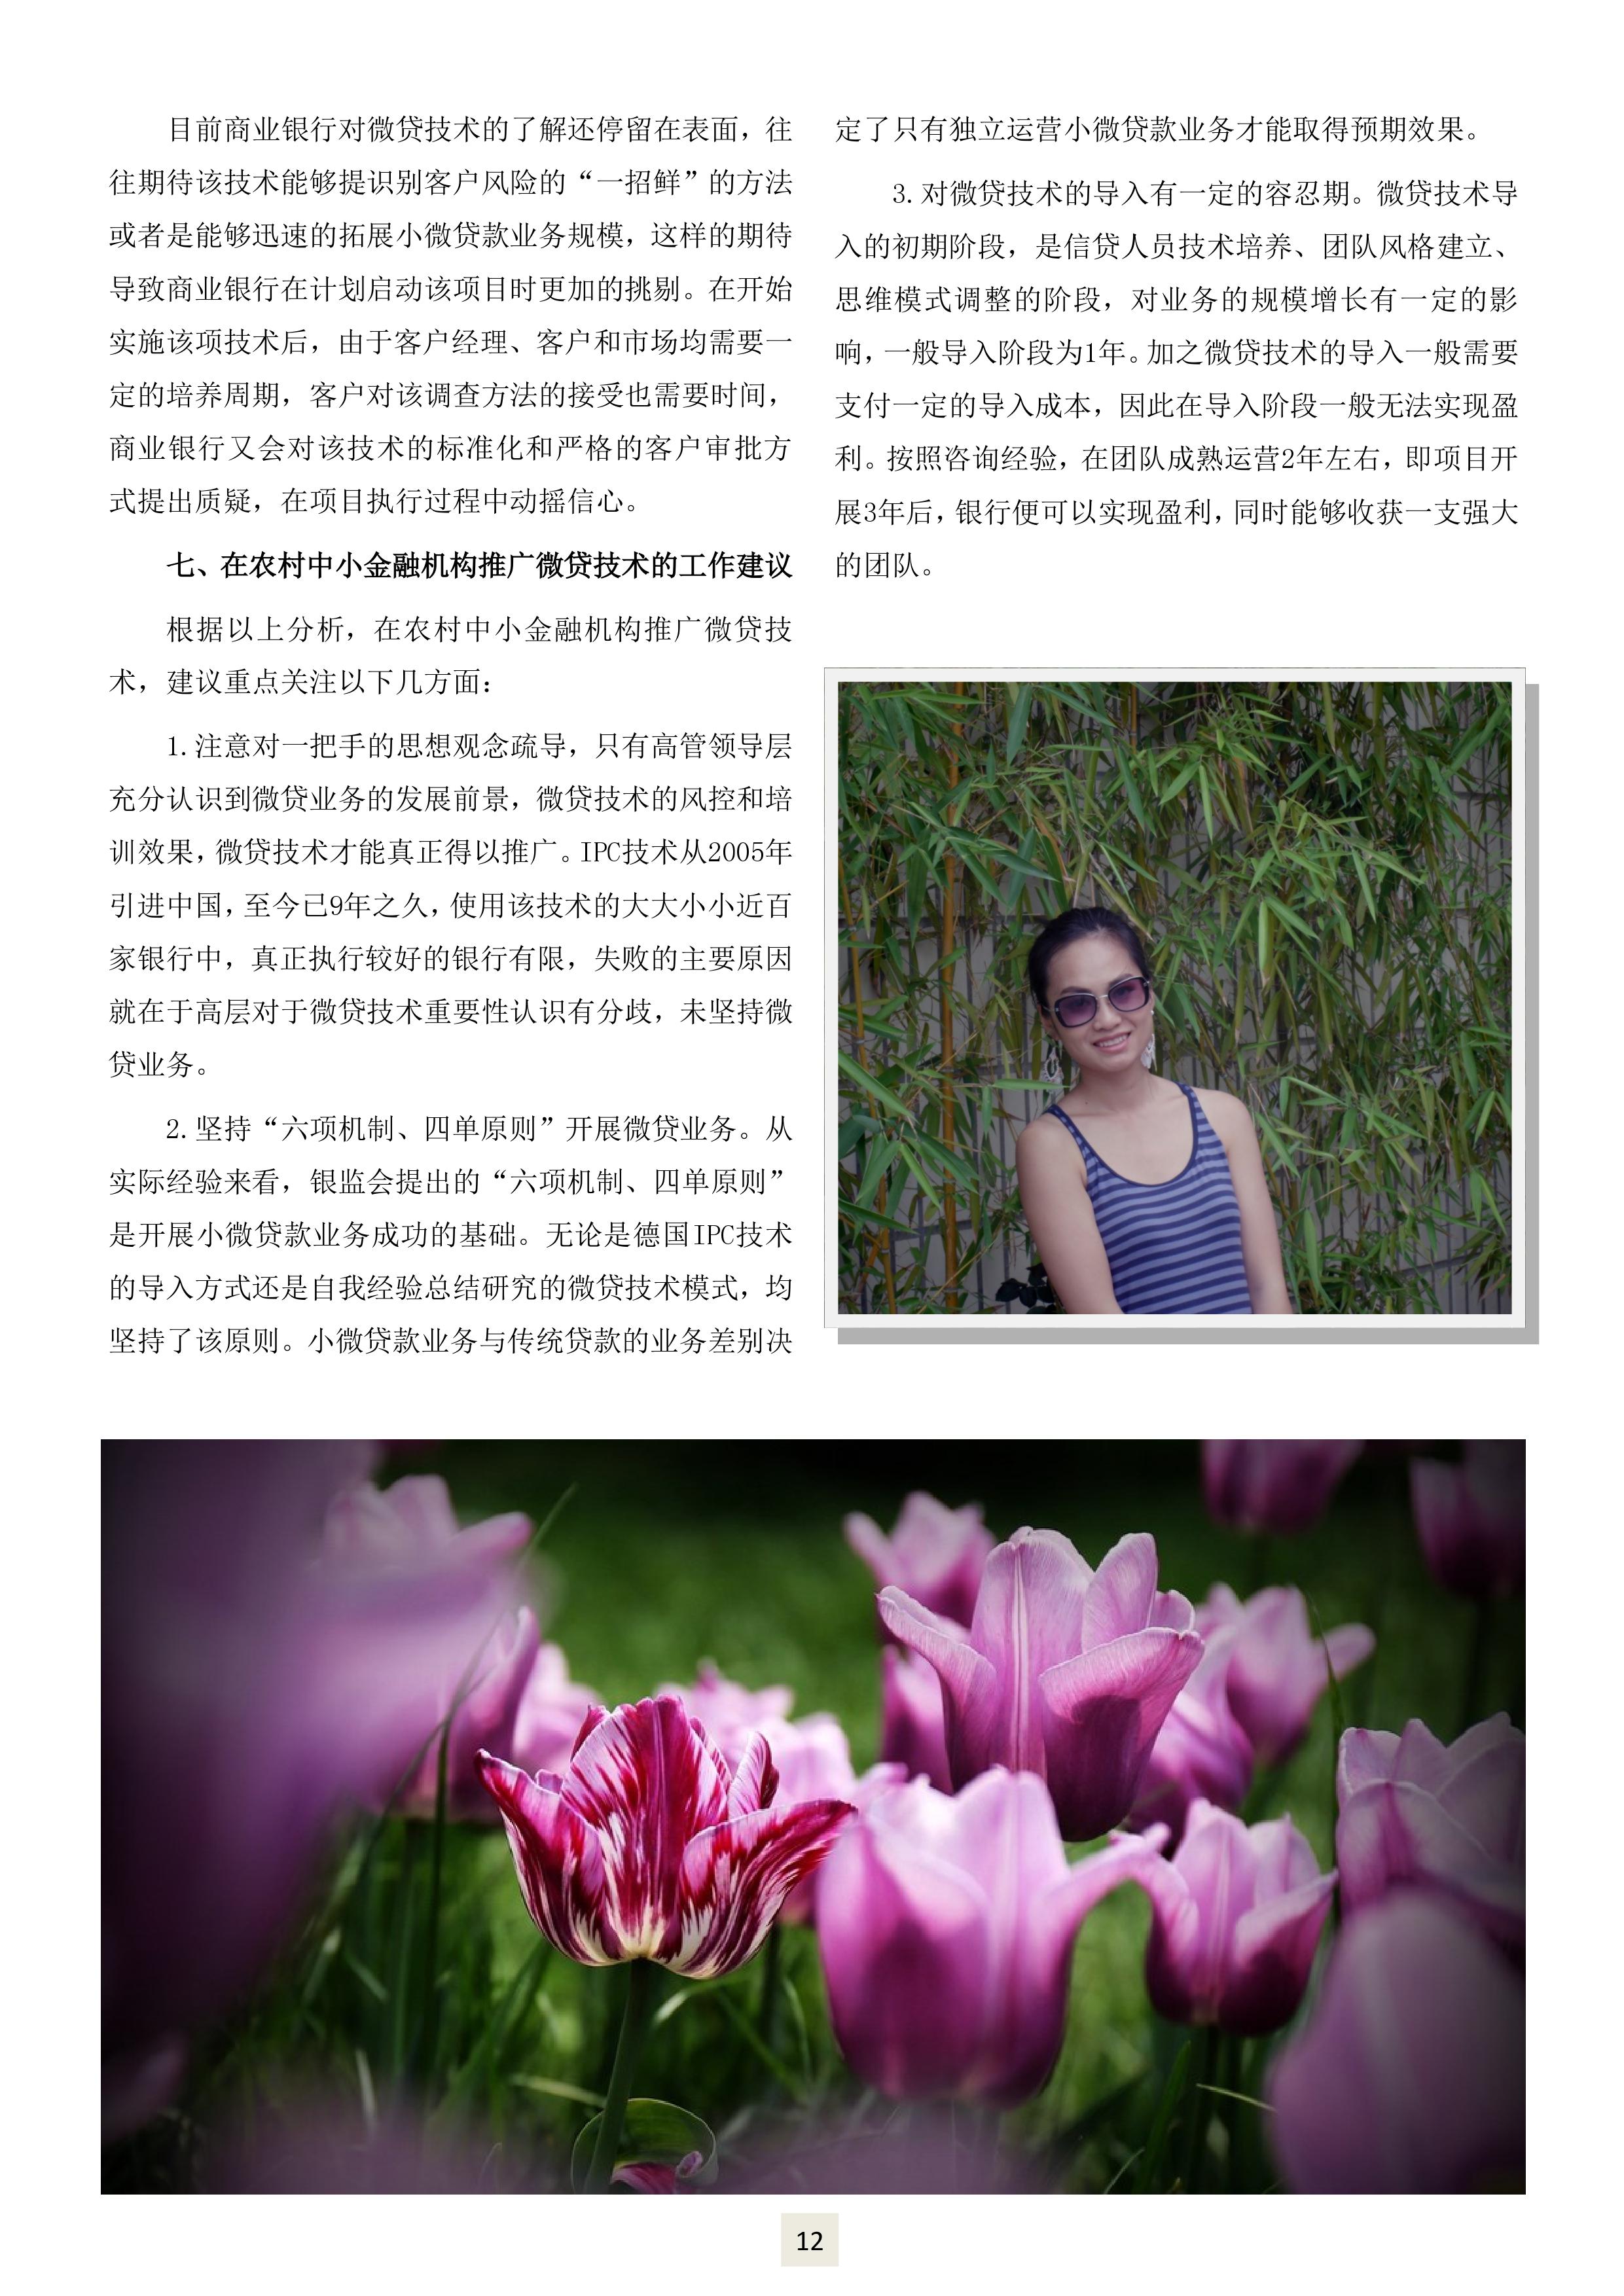 目前商业银行对微贷技术的了解还停留在表面，往
往期待该技术能够提识别客户风险的“一招鲜”的方法
或者是能够迅速的拓展小微贷款业务规模，这样的期待
导致商业银行在计划启动该项目时更加的挑剔。在开始
实施该项技术后，由于客户经理、客户和市场均需要一
定的培养周期，客户对该调查方法的接受也需要时间，
商业银行又会对该技术的标准化和严格的客户审批方
式提出质疑，在项目执行过程中动摇信心。
七、在农村中小金融机构推广微贷技术的工作建议
根据以上分析，在农村中小金融机构推广微贷技
术，建议重点关注以下几方面：
1.注意对一把手的思想观念疏导，只有高管领导层
充分认识到微贷业务的发展前景，微贷技术的风控和培
训效果，微贷技术才能真正得以推广。IPC技术从2005年
引进中国，至今已9年之久，使用该技术的大大小小近百
家银行中，真正执行较好的银行有限，失败的主要原因
就在于高层对于微贷技术重要性认识有分歧，未坚持微
贷业务。
2.坚持“六项机制、四单原则”开展微贷业务。从
实际经验来看，银监会提出的“六项机制、四单原则”
是开展小微贷款业务成功的基础。无论是德国IPC技术
的导入方式还是自我经验总结研究的微贷技术模式，均
坚持了该原则。小微贷款业务与传统贷款的业务差别决
定了只有独立运营小微贷款业务才能取得预期效果。
3.对微贷技术的导入有一定的容忍期。微贷技术导
入的初期阶段，是信贷人员技术培养、团队风格建立、
思维模式调整的阶段，对业务的规模增长有一定的影
响，一般导入阶段为1年。加之微贷技术的导入一般需要
支付一定的导入成本，因此在导入阶段一般无法实现盈
利。按照咨询经验，在团队成熟运营2年左右，即项目开
展3年后，银行便可以实现盈利，同时能够收获一支强大
的团队。
12